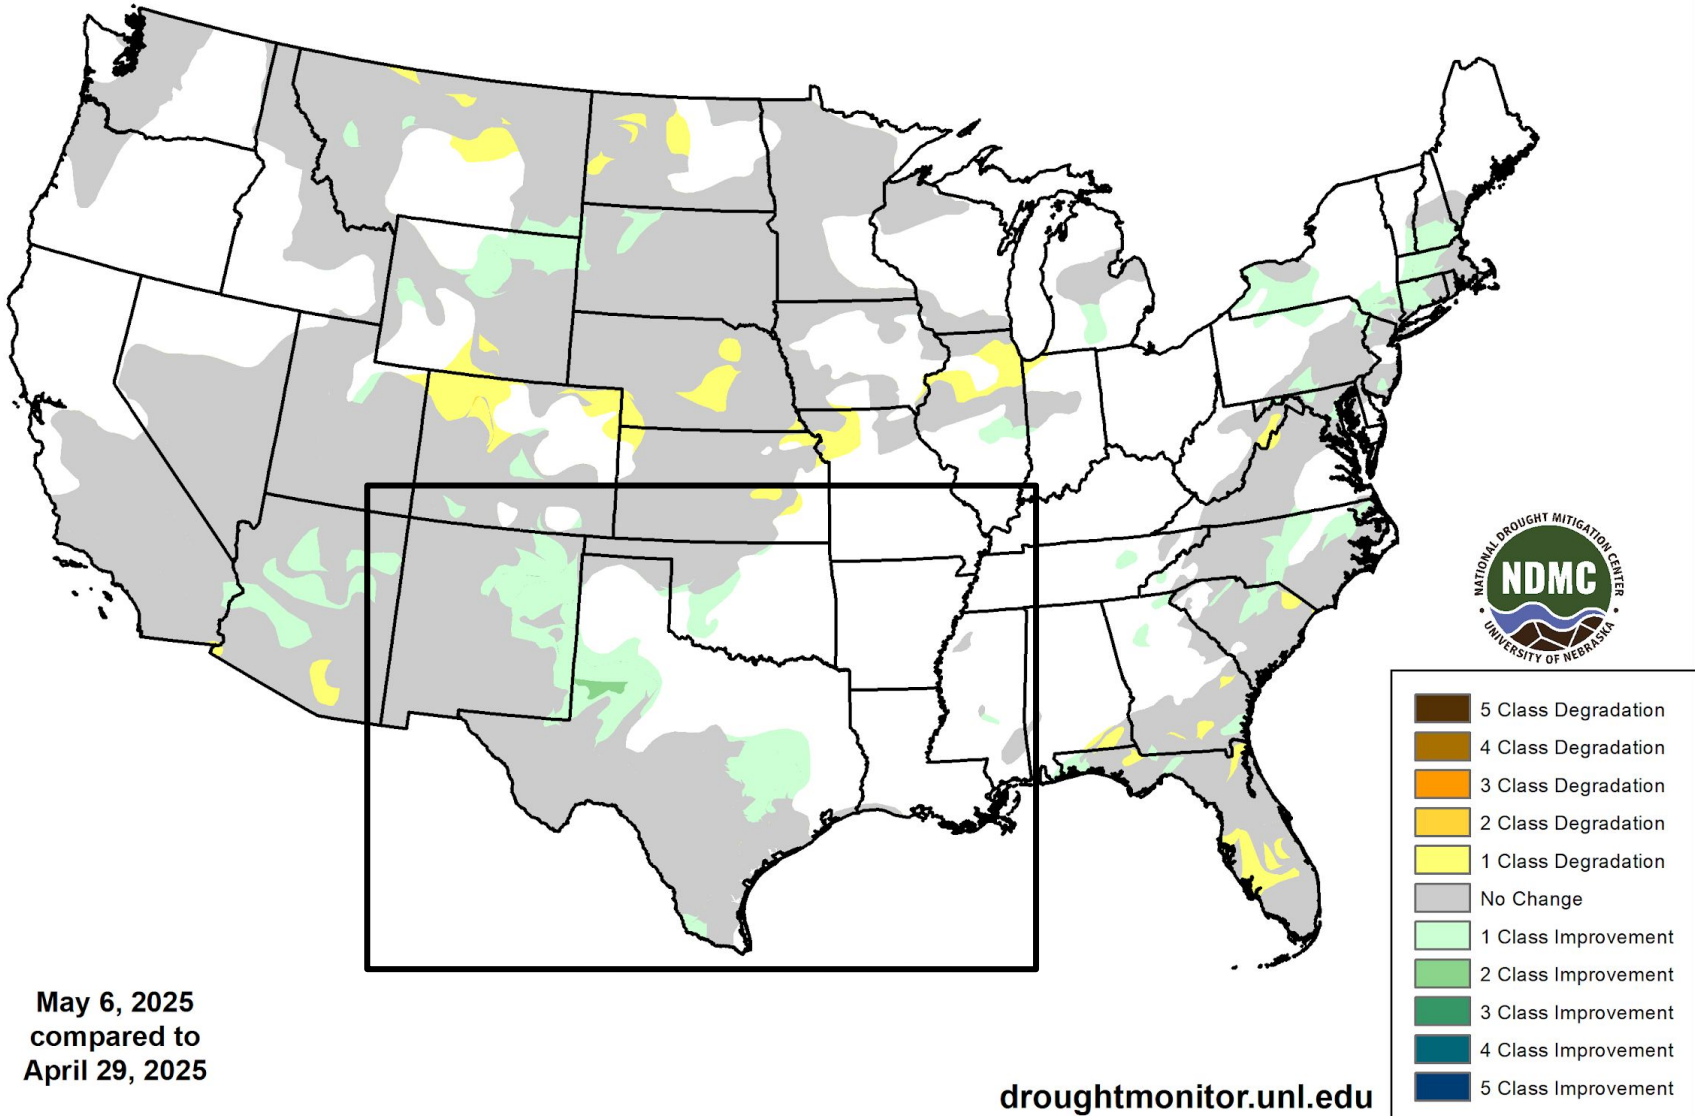 NATIONAL DROUGHT MITIGATION CENTER
NDMC
UNIVERSITY OF NEBRASKA
5 Class Degradation
4 Class Degradation
3 Class Degradation
2 Class Degradation
1 Class Degradation
No Change
1 Class Improvement
2 Class Improvement
3 Class Improvement
4 Class Improvement
5 Class Improvement
May 6, 2025
compared to
April 29, 2025
droughtmonitor.unl.edu